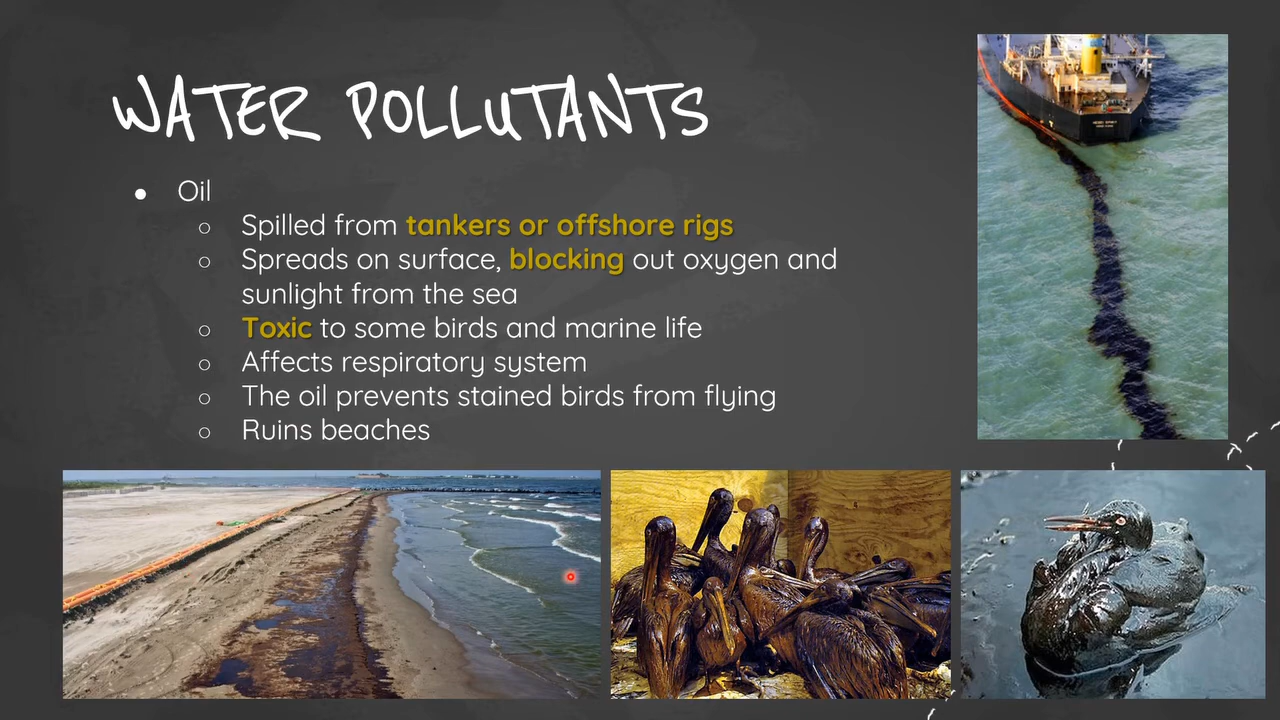 WATER POLLUTANTS
● Oil
○ Spilled from tankers or offshore rigs
○ Spreads on surface, blocking out oxygen and
sunlight from the sea
○ Toxic to some birds and marine life
○ Affects respiratory system
○ The oil prevents stained birds from flying
○ Ruins beaches